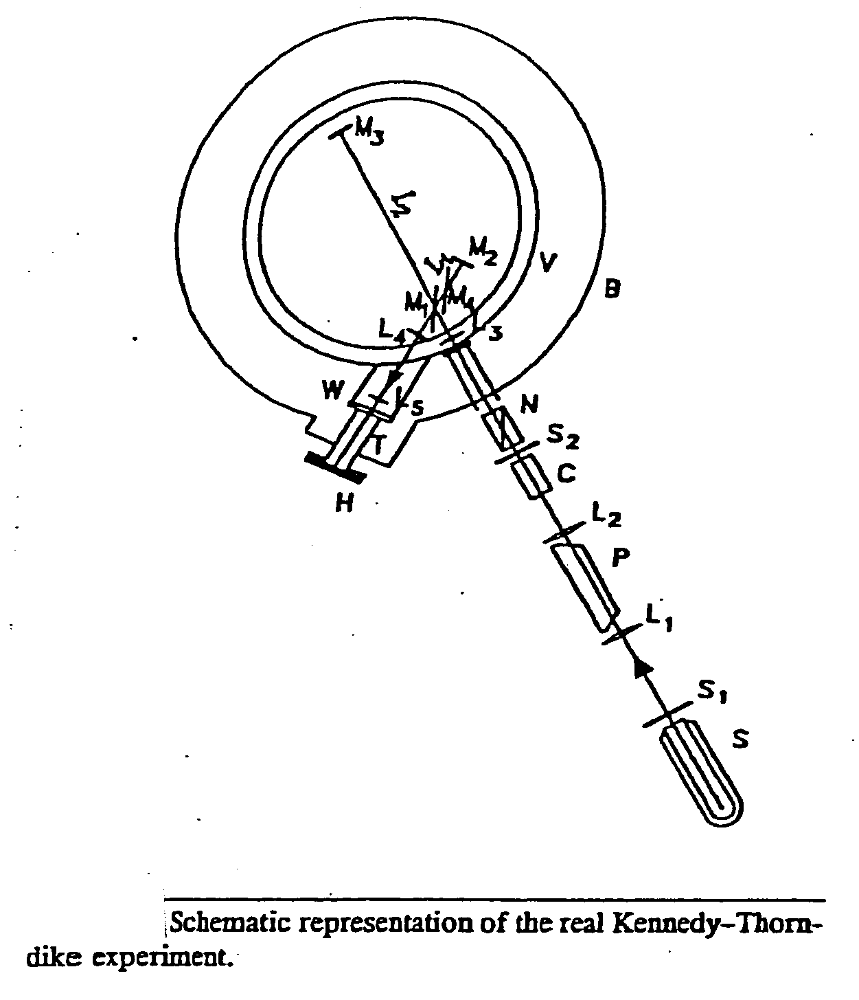 M3
M2
V
B
M1
M4
L4
3
W
L5
N
S2
T
C
H
L2
P
L1
S1
S
Schematic representation of the real Kennedy–Thorn-
dike experiment.